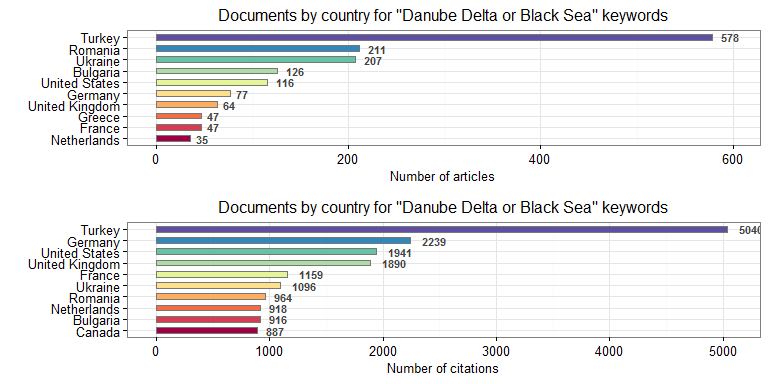 Documents by country for "Danube Delta or Black Sea" keywords
Turkey 578
Romania 211
Ukraine 207
Bulgaria 126
United States 116
Germany 77
United Kingdom 64
Greece 47
France 47
Netherlands 35
0 200 400 600
Number of articles
Documents by country for "Danube Delta or Black Sea" keywords
Turkey 5040
Germany 2239
United States 1941
United Kingdom 1890
France 1159
Ukraine 1096
Romania 964
Netherlands 918
Bulgaria 916
Canada 887
0 1000 2000 3000 4000 5000
Number of citations